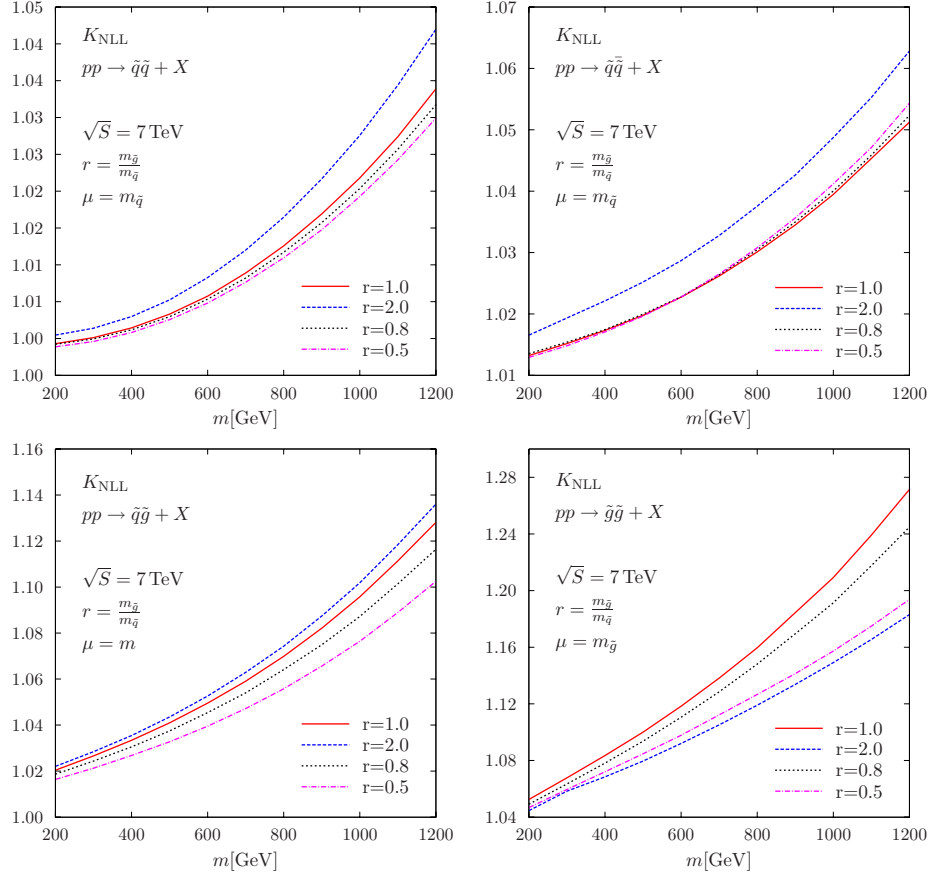 1.05
1.04
1.04
1.03
1.03
1.02
1.02
1.01
1.01
1.00
1.00
200 400 600 800 1000 1200
m[GeV]
K_NLL
pp → q̃q̃ + X
√S = 7 TeV
r = m_g̃/m_q̃
μ = m_q̃
r=1.0
r=2.0
r=0.8
r=0.5
1.07
1.06
1.05
1.04
1.03
1.02
1.01
200 400 600 800 1000 1200
m[GeV]
K_NLL
pp → q̃q̃̄ + X
√S = 7 TeV
r = m_g̃/m_q̃
μ = m_q̃
r=1.0
r=2.0
r=0.8
r=0.5
1.16
1.14
1.12
1.10
1.08
1.06
1.04
1.02
1.00
200 400 600 800 1000 1200
m[GeV]
K_NLL
pp → q̃g̃ + X
√S = 7 TeV
r = m_g̃/m_q̃
μ = m
r=1.0
r=2.0
r=0.8
r=0.5
1.28
1.24
1.20
1.16
1.12
1.08
1.04
200 400 600 800 1000 1200
m[GeV]
K_NLL
pp → g̃g̃ + X
√S = 7 TeV
r = m_g̃/m_q̃
μ = m_g̃
r=1.0
r=2.0
r=0.8
r=0.5